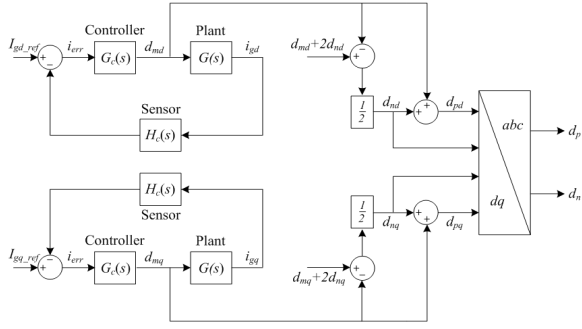 Controller Plant
I_gd_ref + − i_err G_c(s) d_md G(s) i_gd
Sensor
H_c(s)
d_md+2d_nd + −
1/2 d_nd + + d_pd
abc
dq
d_p
d_n
H_c(s)
Sensor
Controller Plant
I_gq_ref + − i_err G_c(s) d_mq G(s) i_gq
1/2 d_nq + + d_pq
d_mq+2d_nq + −